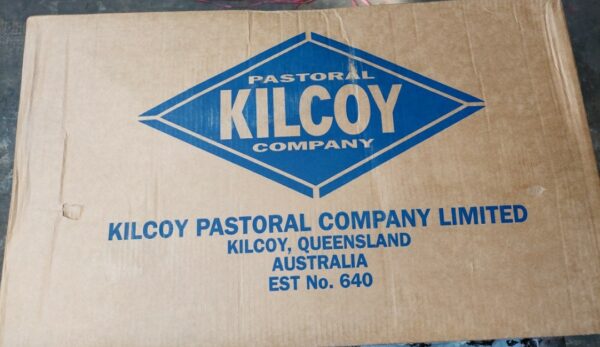 PASTORAL
KILCOY
COMPANY
KILCOY PASTORAL COMPANY LIMITED
KILCOY, QUEENSLAND
AUSTRALIA
EST No. 640